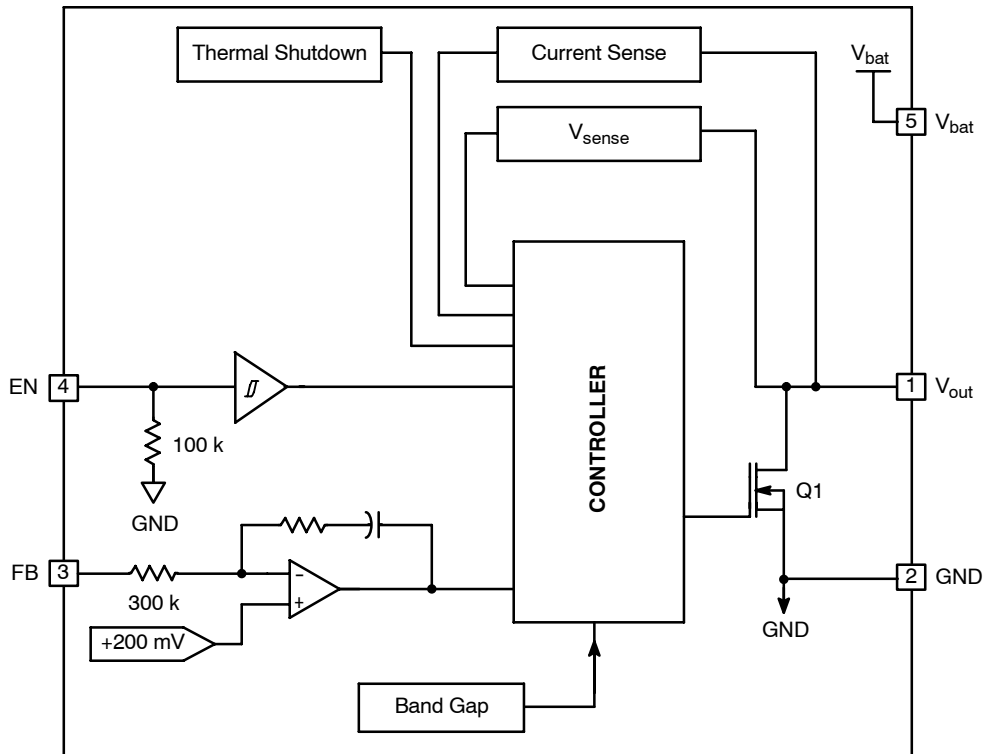 Thermal Shutdown
Current Sense
Vbat
5 Vbat
Vsense
CONTROLLER
EN 4
1 Vout
100 k
GND
Q1
FB 3
300 k
-
+
+200 mV
2 GND
GND
Band Gap